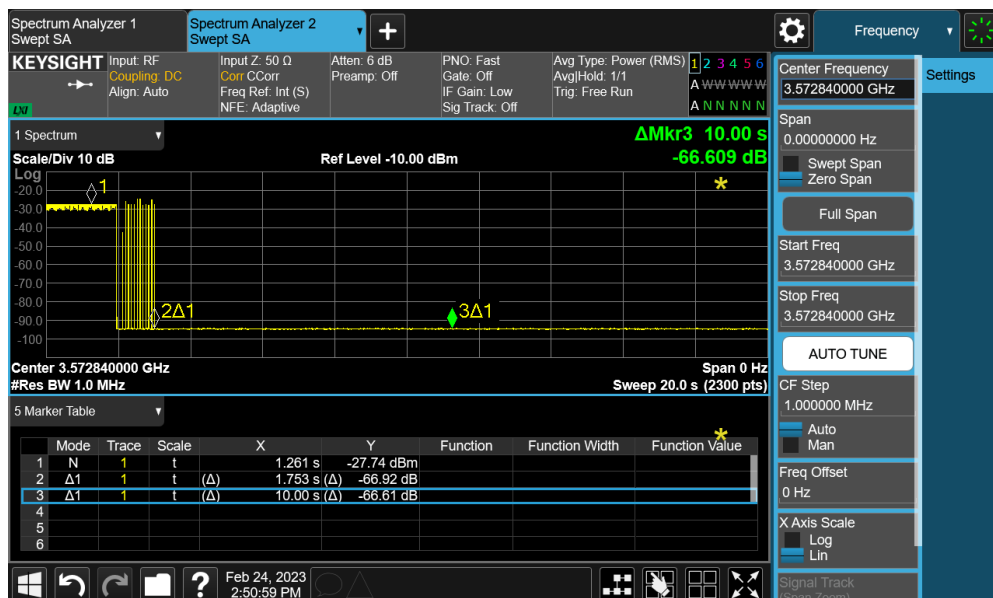 Spectrum Analyzer 1
Swept SA
Spectrum Analyzer 2
Swept SA
Frequency
KEYSIGHT
LXI
Input: RF
Coupling: DC
Align: Auto
Input Z: 50 Ω
Corr CCorr
Freq Ref: Int (S)
NFE: Adaptive
Atten: 6 dB
Preamp: Off
PNO: Fast
Gate: Off
IF Gain: Low
Sig Track: Off
Avg Type: Power (RMS)
Avg|Hold: 1/1
Trig: Free Run
1 2 3 4 5 6
A W W W W W
A N N N N N
1 Spectrum
Scale/Div 10 dB
Ref Level -10.00 dBm
ΔMkr3 10.00 s
-66.609 dB
Log
-20.0
-30.0
-40.0
-50.0
-60.0
-70.0
-80.0
-90.0
-100
1
2Δ1
3Δ1
Center 3.572840000 GHz
Span 0 Hz
#Res BW 1.0 MHz
Sweep 20.0 s (2300 pts)
5 Marker Table
Mode Trace Scale X Y Function Function Width Function Value
1 N 1 t 1.261 s -27.74 dBm
2 Δ1 1 t (Δ) 1.753 s (Δ) -66.92 dB
3 Δ1 1 t (Δ) 10.00 s (Δ) -66.61 dB
4
5
6
?
Feb 24, 2023
2:50:59 PM
Center Frequency
3.572840000 GHz
Settings
Span
0.00000000 Hz
Swept Span
Zero Span
Full Span
Start Freq
3.572840000 GHz
Stop Freq
3.572840000 GHz
AUTO TUNE
CF Step
1.000000 MHz
Auto
Man
Freq Offset
0 Hz
X Axis Scale
Log
Lin
Signal Track
(Span Zoom)